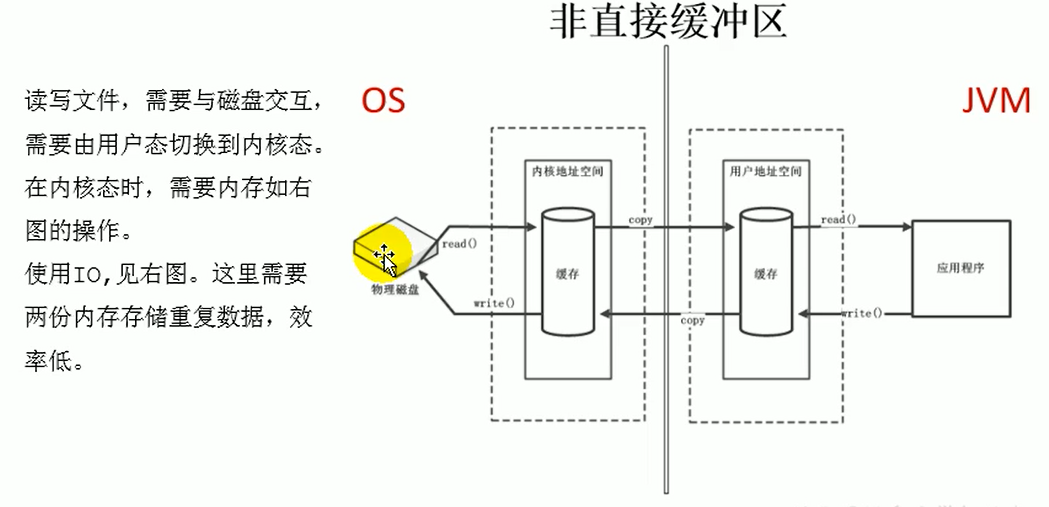 非直接缓冲区
读写文件，需要与磁盘交互，
需要由用户态切换到内核态。
在内核态时，需要内存如右
图的操作。
使用IO,见右图。这里需要
两份内存存储重复数据，效
率低。
OS
JVM
内核地址空间
用户地址空间
copy
read()
read()
缓存
缓存
应用程序
物理磁盘
write()
copy
write()